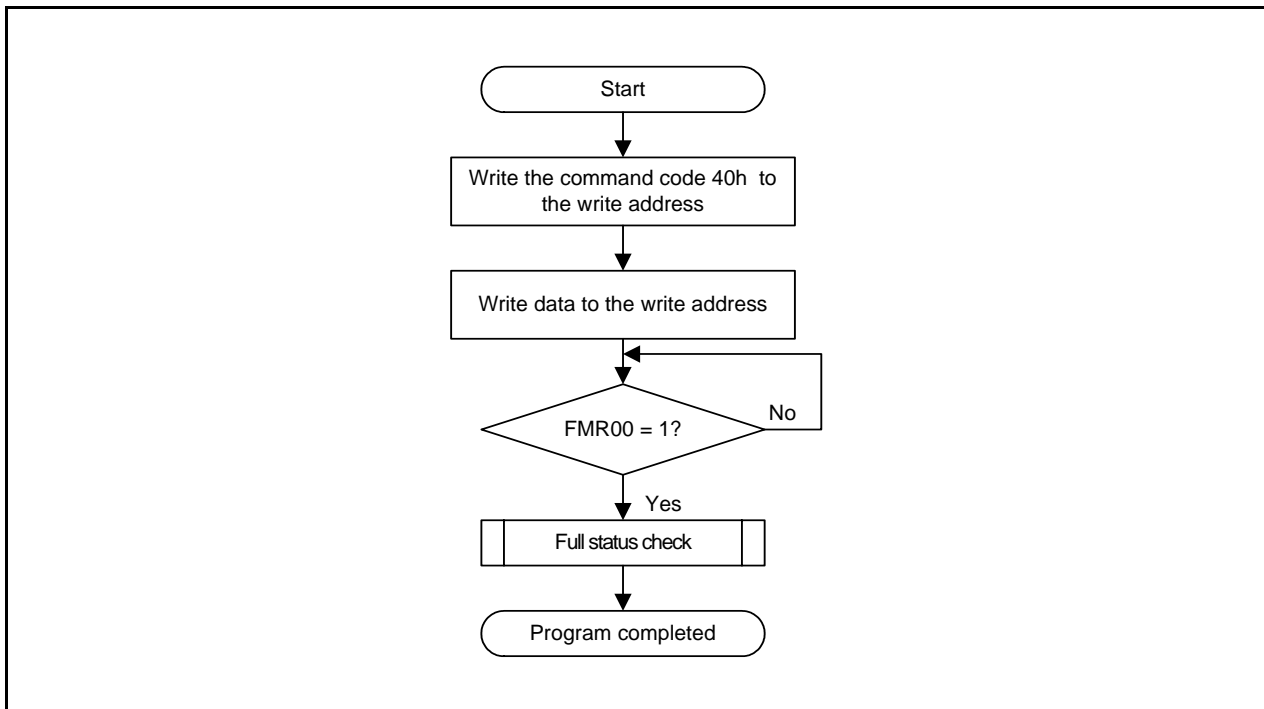 Start
Write the command code 40h to
the write address
Write data to the write address
FMR00 = 1?
No
Yes
Full status check
Program completed